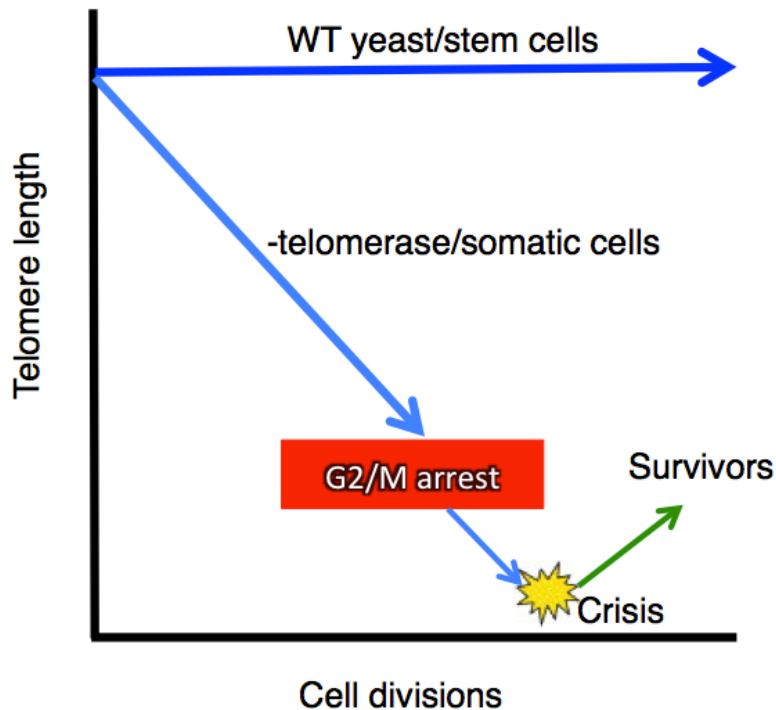 WT yeast/stem cells
Telomere length
-telomerase/somatic cells
G2/M arrest
Survivors
Crisis
Cell divisions